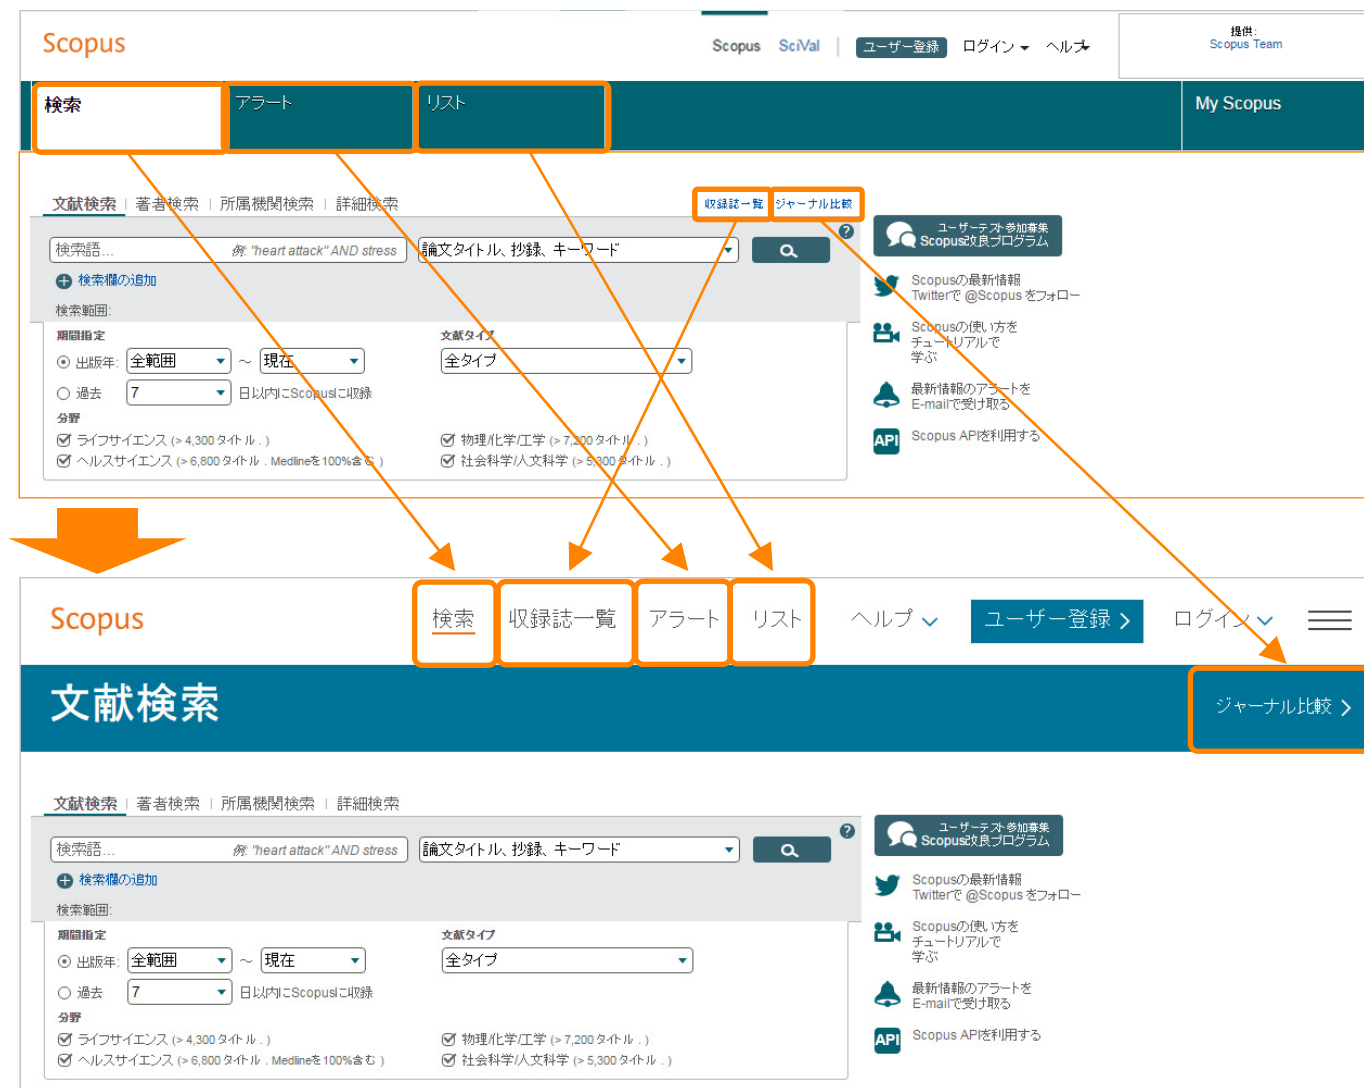 Scopus
Scopus SciVal | ユーザー登録 ログイン ヘルプ
提供:
Scopus Team
検索 アラート リスト My Scopus
文献検索 | 著者検索 | 所属機関検索 | 詳細検索 収録誌一覧 ジャーナル比較
検索語... 例: "heart attack" AND stress 論文タイトル、抄録、キーワード ?
検索欄の追加
検索範囲:
期間指定 文献タイプ
出版年: 全範囲 ～ 現在 全タイプ
過去 7 日以内にScopusに収録
分野
ライフサイエンス (> 4,300 タイトル . ) 物理/化学/工学 (> 7,200 タイトル . )
ヘルスサイエンス (> 6,800 タイトル . Medlineを100%含む ) 社会科学/人文科学 (> 5,300 タイトル . )
ユーザーテスト参加募集
Scopus改良プログラム
Scopusの最新情報
Twitterで @Scopus をフォロー
Scopusの使い方を
チュートリアルで
学ぶ
最新情報のアラートを
E-mailで受け取る
API Scopus APIを利用する
Scopus 検索 収録誌一覧 アラート リスト ヘルプ ユーザー登録 ログイン
文献検索 ジャーナル比較
文献検索 | 著者検索 | 所属機関検索 | 詳細検索
検索語... 例: "heart attack" AND stress 論文タイトル、抄録、キーワード ?
検索欄の追加
検索範囲:
期間指定 文献タイプ
出版年: 全範囲 ～ 現在 全タイプ
過去 7 日以内にScopusに収録
分野
ライフサイエンス (> 4,300 タイトル . ) 物理/化学/工学 (> 7,200 タイトル . )
ヘルスサイエンス (> 6,800 タイトル . Medlineを100%含む ) 社会科学/人文科学 (> 5,300 タイトル . )
ユーザーテスト参加募集
Scopus改良プログラム
Scopusの最新情報
Twitterで @Scopus をフォロー
Scopusの使い方を
チュートリアルで
学ぶ
最新情報のアラートを
E-mailで受け取る
API Scopus APIを利用する